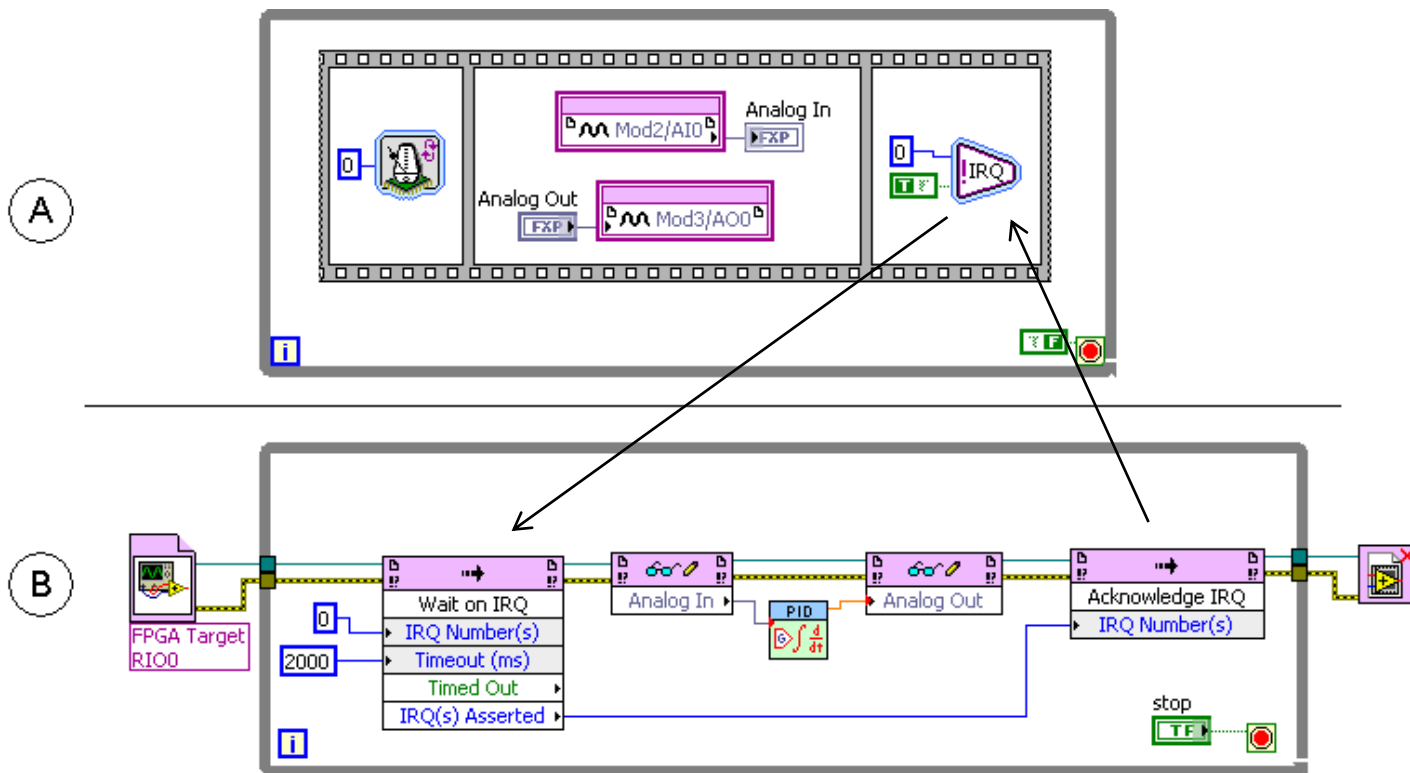 A
0
Mod2/AI0
Analog In
FXP
Analog Out
FXP
Mod3/AO0
0
T
!IRQ
i
F
B
FPGA Target
RIO0
0
2000
Wait on IRQ
IRQ Number(s)
Timeout (ms)
Timed Out
IRQ(s) Asserted
Analog In
PID
G ∫ d/dt
Analog Out
Acknowledge IRQ
IRQ Number(s)
stop
TF
i